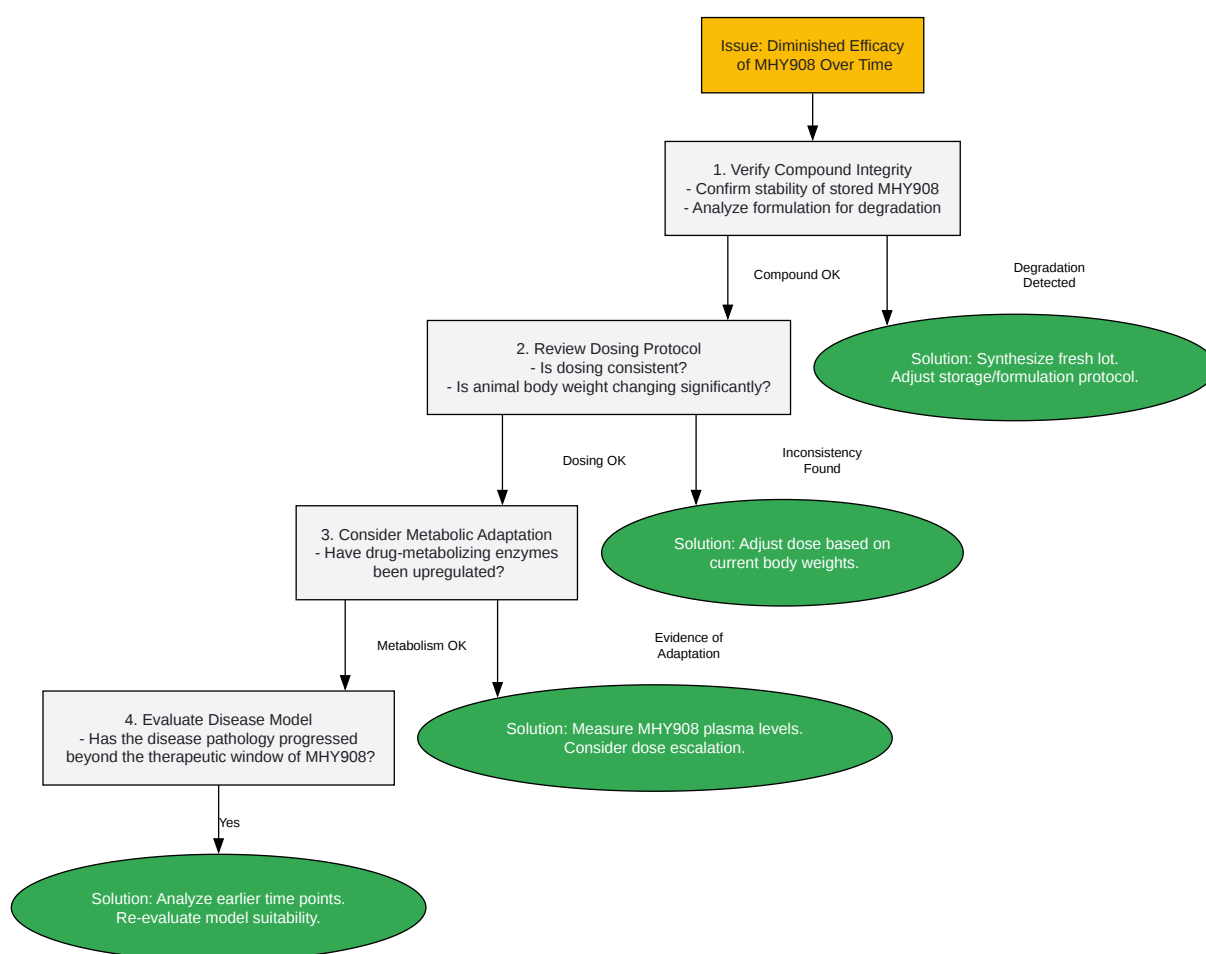 Issue: Diminished Efficacy
of MHY908 Over Time
1. Verify Compound Integrity
- Confirm stability of stored MHY908
- Analyze formulation for degradation
Compound OK
Degradation
Detected
2. Review Dosing Protocol
- Is dosing consistent?
- Is animal body weight changing significantly?
Solution: Synthesize fresh lot.
Adjust storage/formulation protocol.
Dosing OK
Inconsistency
Found
3. Consider Metabolic Adaptation
- Have drug-metabolizing enzymes
been upregulated?
Solution: Adjust dose based on
current body weights.
Metabolism OK
Evidence of
Adaptation
4. Evaluate Disease Model
- Has the disease pathology progressed
beyond the therapeutic window of MHY908?
Solution: Measure MHY908 plasma levels.
Consider dose escalation.
Yes
Solution: Analyze earlier time points.
Re-evaluate model suitability.